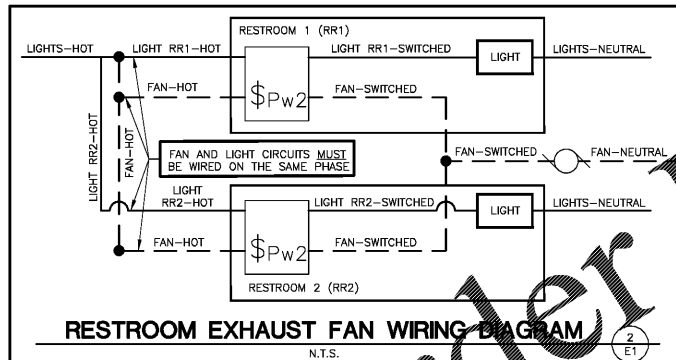 RESTROOM 1 (RR1)
LIGHTS-HOT
LIGHT RR1-HOT
LIGHT RR1-SWITCHED
LIGHT
LIGHTS-NEUTRAL
FAN-HOT
$Pw2
FAN-SWITCHED
LIGHT RR2-HOT
FAN-HOT
FAN AND LIGHT CIRCUITS MUST
BE WIRED ON THE SAME PHASE
FAN-SWITCHED
FAN-NEUTRAL
LIGHT
RR2-HOT
LIGHT RR2-SWITCHED
LIGHT
LIGHTS-NEUTRAL
FAN-HOT
$Pw2
FAN-SWITCHED
RESTROOM 2 (RR2)
RESTROOM EXHAUST FAN WIRING DIAGRAM
N.T.S.
2
E1